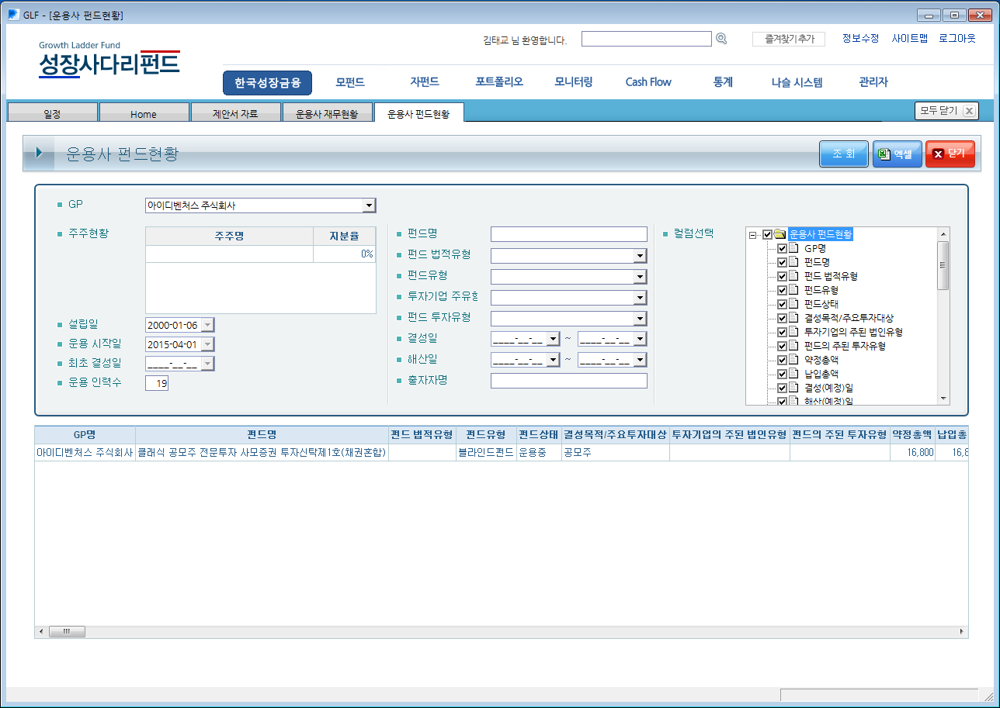 GLF - [운용사 펀드현황]
Growth Ladder Fund
성장사다리펀드
김태교 님 환영합니다.
즐겨찾기 추가
정보수정 사이트맵 로그아웃
한국성장금융 모펀드 자펀드 포트폴리오 모니터링 Cash Flow 통계 나슬 시스템 관리자
일정 Home 제안서 자료 운용사 재무현황 운용사 펀드현황 모두 닫기
운용사 펀드현황
조 회 엑셀 닫기
GP 아이디벤처스 주식회사
주주현황
주주명 지분율
0%
설립일 2000-01-06
운용 시작일 2015-04-01
최초 결성일 ____-__-__
운용 인력수 19
펀드명
펀드 법적유형
펀드유형
투자기업 주유형
펀드 투자유형
결성일 ____-__-__ ~ ____-__-__
해산일 ____-__-__ ~ ____-__-__
출자자명
컬럼선택
운용사 펀드현황
GP명
펀드명
펀드 법적유형
펀드유형
펀드상태
결성목적/주요투자대상
투자기업의 주된 법인유형
펀드의 주된 투자유형
약정총액
납입총액
결성(예정)일
해산(예정)일
GP명 펀드명 펀드 법적유형 펀드유형 펀드상태 결성목적/주요투자대상 투자기업의 주된 법인유형 펀드의 주된 투자유형 약정총액 납입총
아이디벤처스 주식회사 클래식 공모주 전문투자 사모증권 투자신탁제1호(채권혼합) 블라인드펀드 운용중 공모주 16,800 16,8